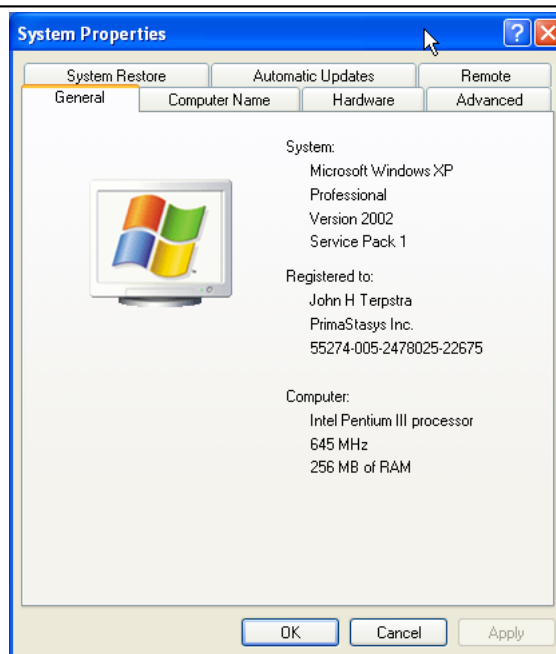 System Properties
System Restore Automatic Updates Remote
General Computer Name Hardware Advanced
System:
Microsoft Windows XP
Professional
Version 2002
Service Pack 1
Registered to:
John H Terpstra
PrimaStasys Inc.
55274-005-2478025-22675
Computer:
Intel Pentium III processor
645 MHz
256 MB of RAM
OK Cancel Apply